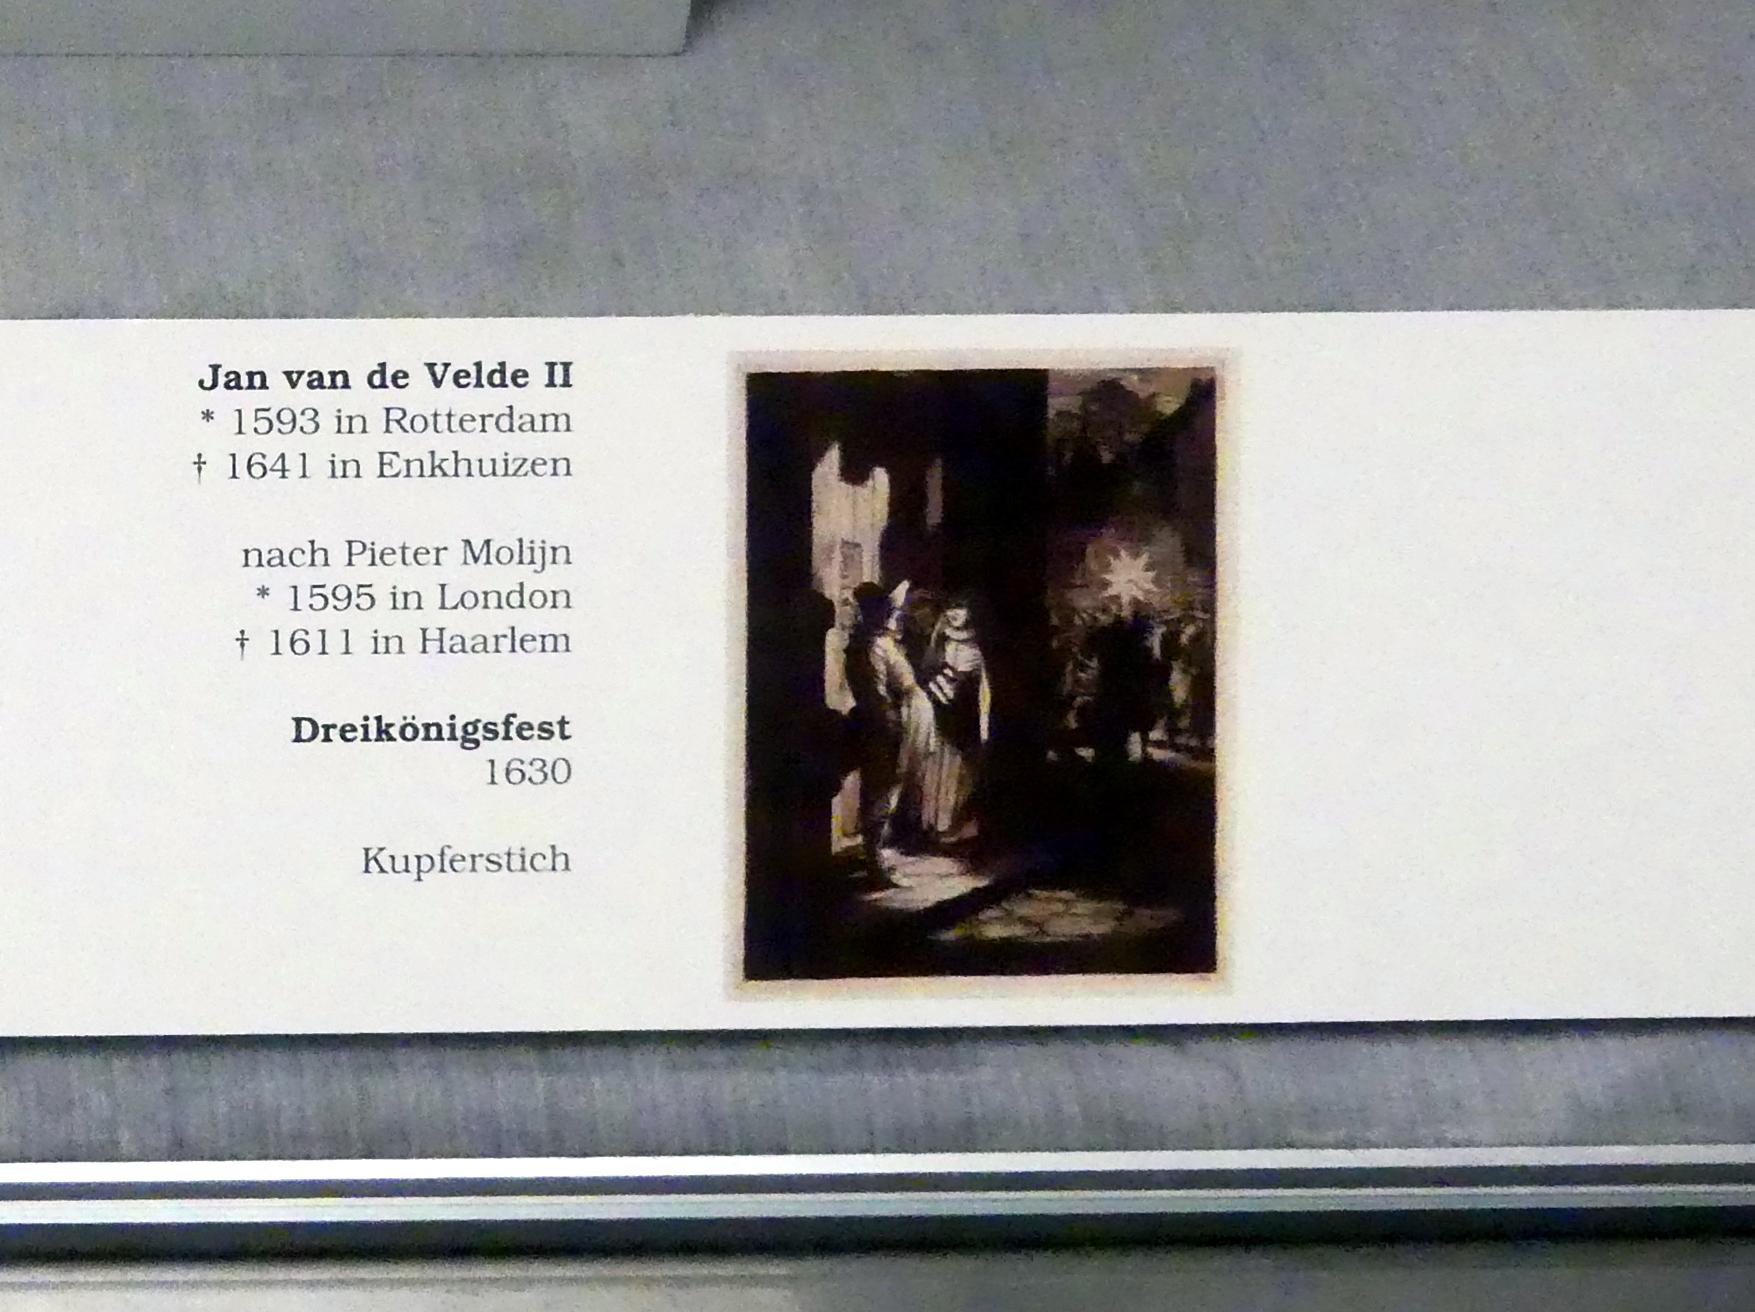 Jan van de Velde II
* 1593 in Rotterdam
† 1641 in Enkhuizen
nach Pieter Molijn
* 1595 in London
† 1611 in Haarlem
Dreikönigsfest
1630
Kupferstich